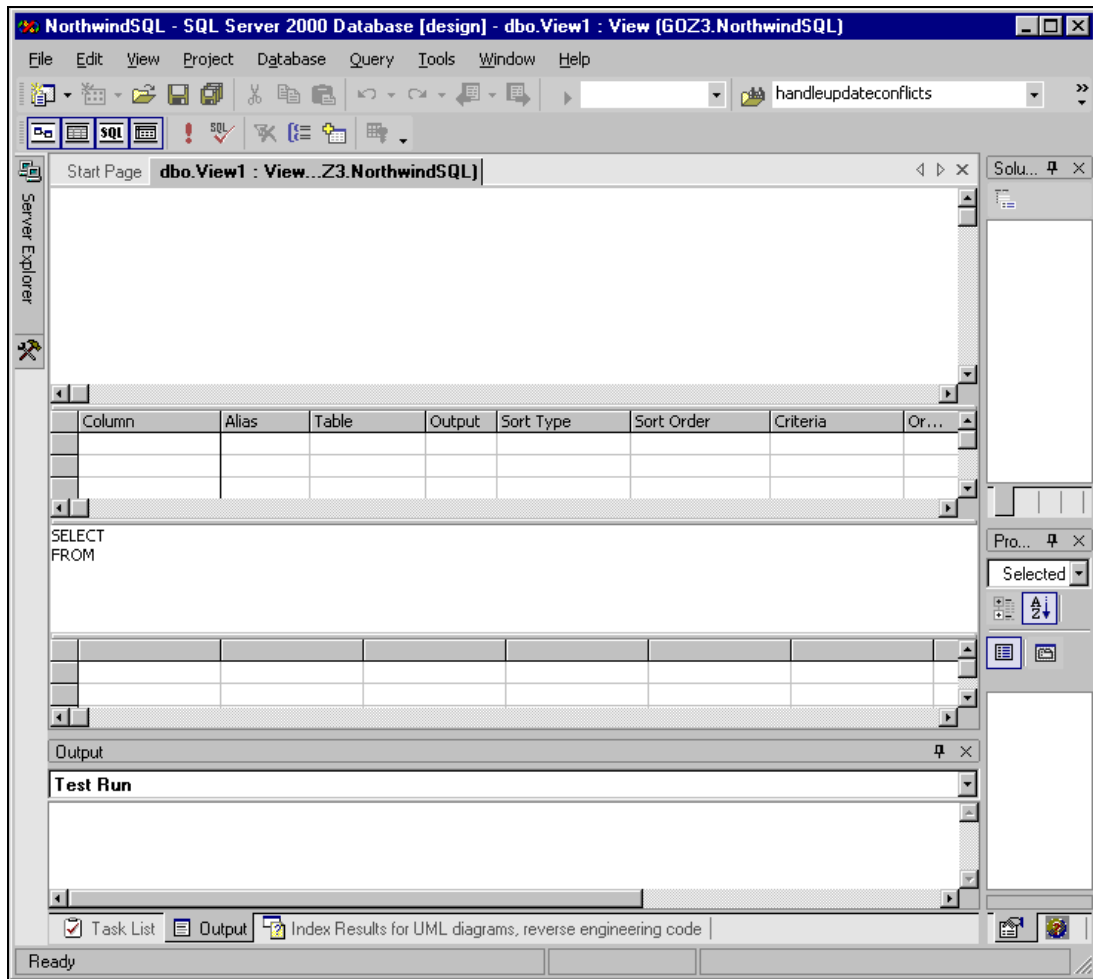 NorthwindSQL - SQL Server 2000 Database [design] - dbo.View1 : View (GOZ3.NorthwindSQL)
File Edit View Project Database Query Tools Window Help
handleupdateconflicts
SQL SQL
Start Page dbo.View1 : View...Z3.NorthwindSQL)
Solu...
Server Explorer
Column Alias Table Output Sort Type Sort Order Criteria Or...
SELECT
FROM
Pro...
Selected
A Z
Output
Test Run
Task List Output Index Results for UML diagrams, reverse engineering code
Ready